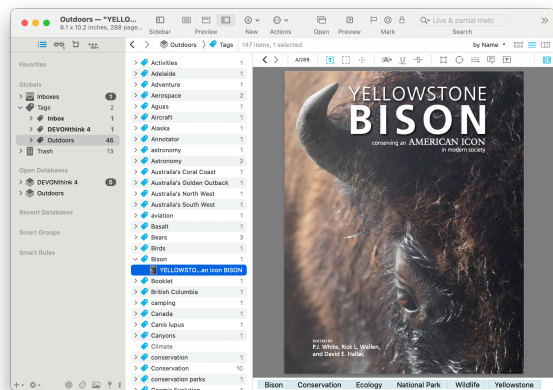 Outdoors — "YELLO...
8.1 x 10.2 inches, 288 page...
Sidebar
Preview
New
Actions
Open
Preview
Mark
Live & partial matc
Search
Outdoors
Tags
147 items, 1 selected
by Name
Favorites
Globals
Inboxes
Tags 2
Inbox 1
DEVONthink 4 1
Outdoors 46
Trash 13
Open Databases
DEVONthink 4
Outdoors
Recent Databases
Smart Groups
Smart Rules
Activities 1
Adelaide 1
Adventure 1
Aerospace 2
Aguas 1
Aircraft 1
Alaska 1
Annotator 1
astronomy 1
Astronomy 2
Australia's Coral Coast 1
Australia's Golden Outback 1
Australia's North West 1
Australia's South West 1
aviation 1
Basalt 1
Bears 3
Birds 1
Bison 1
YELLOWSTO...an icon BISON
Booklet 1
British Columbia 1
camping 1
Canada 1
Canis lupus 1
Canyons 1
Climate
conservation 1
Conservation 10
conservation parks 1
Cosmic Evolution 1
A/288
YELLOWSTONE
BISON
conserving an AMERICAN ICON
in modern society
EDITED BY
P.J. White, Rick L. Wallen,
and David E. Hallac
Bison Conservation Ecology National Park Wildlife Yellowstone